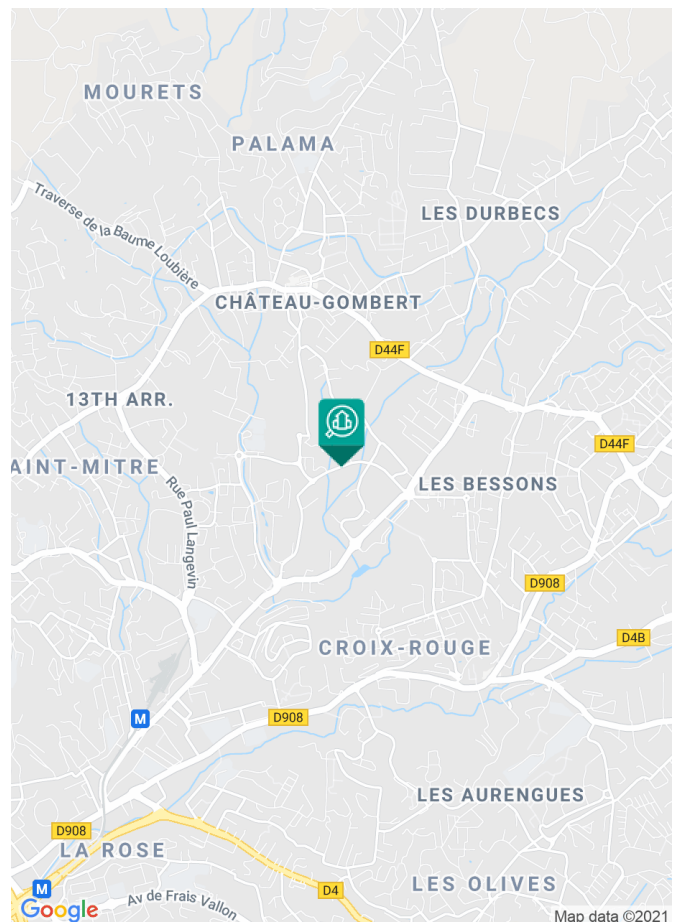 MOURETS
PALAMA
Traverse de la Baume Loubière
LES DURBECS
CHÂTEAU-GOMBERT
D44F
13TH ARR.
D44F
AINT-MITRE
LES BESSONS
Rue Paul Langevin
D908
D4B
CROIX-ROUGE
M
D908
LES AURENGUES
D908
LA ROSE
M
D4
LES OLIVES
Av de Frais Vallon
Google
Map data ©2021